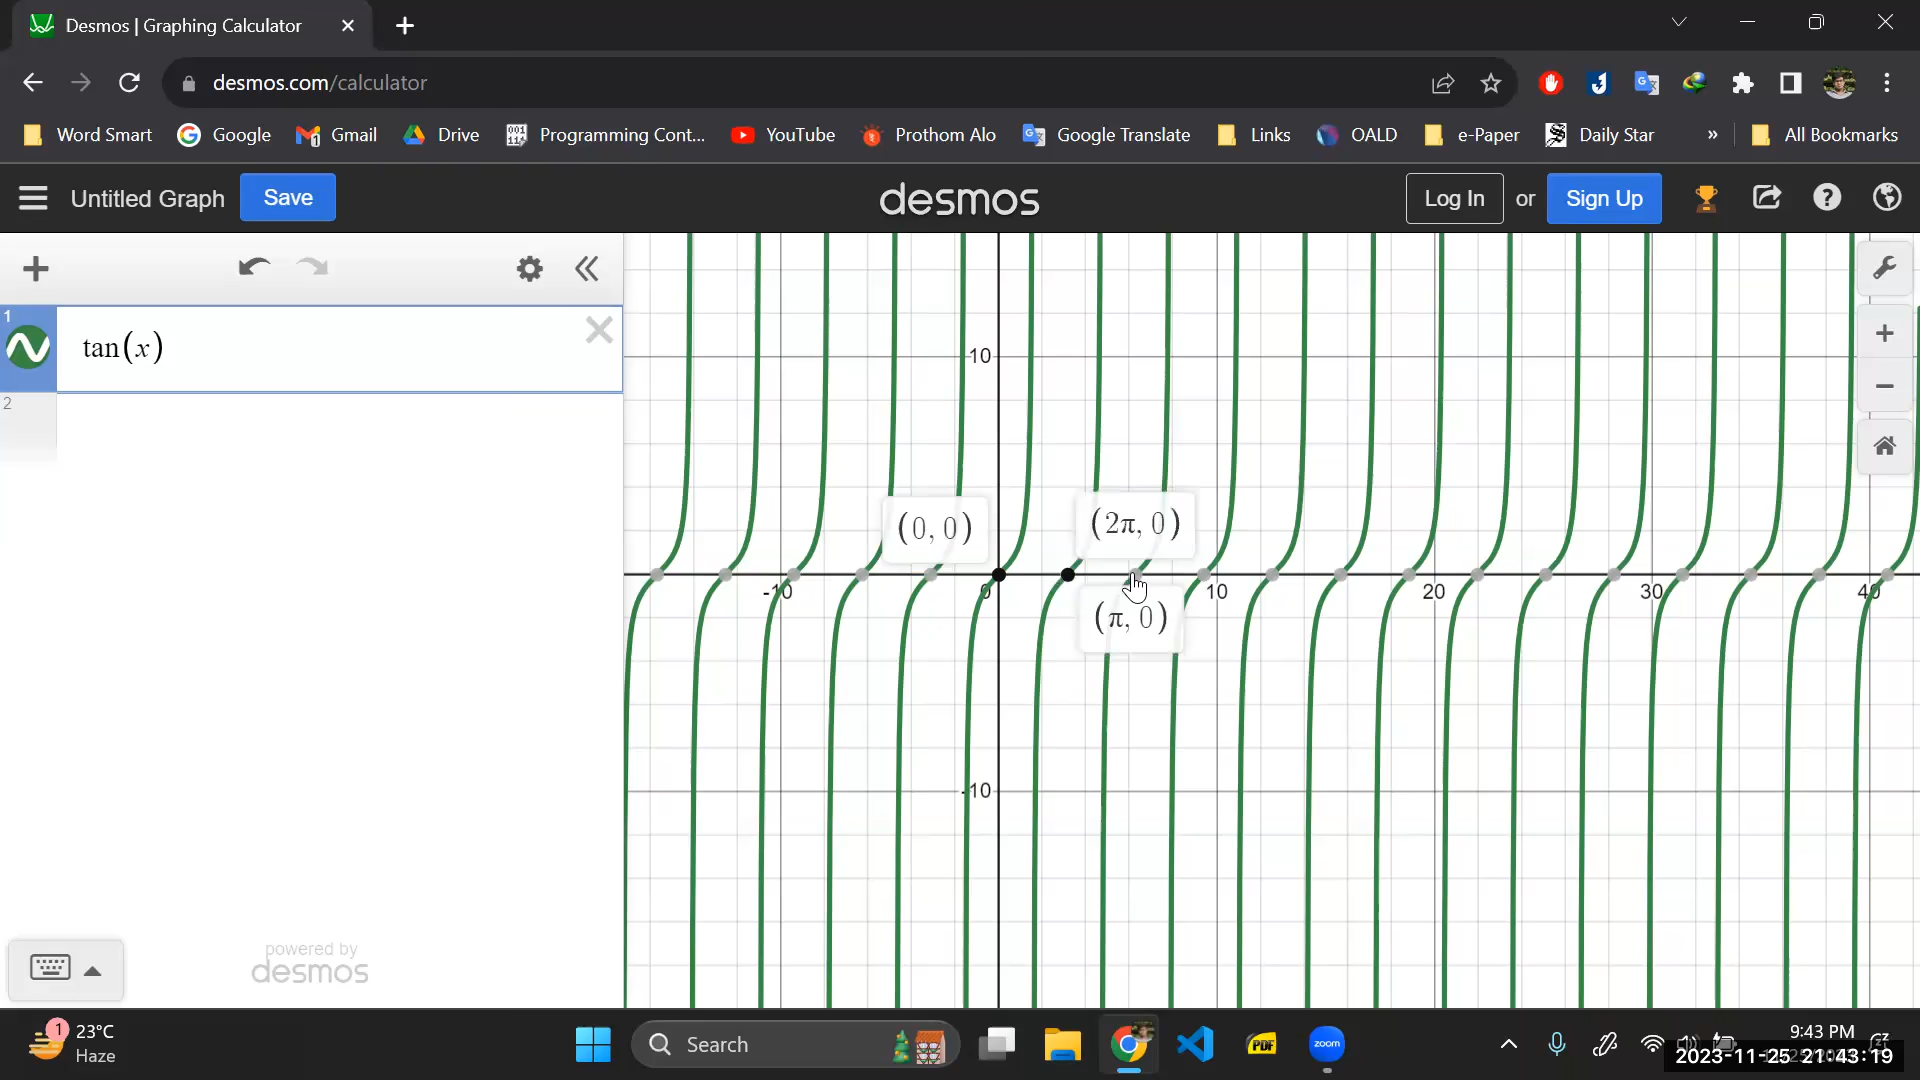 Desmos | Graphing Calculator
desmos.com/calculator
Word Smart Google Gmail Drive Programming Cont... YouTube Prothom Alo Google Translate Links OALD e-Paper Daily Star » All Bookmarks
Untitled Graph Save desmos Log In or Sign Up
1
tan(x)
2
10
(0, 0) (2π, 0)
-10 0 10 20 30 40
(π, 0)
-10
powered by
desmos
1 23°C
Haze
Search
PDF
zoom
9:43 PM
2023-11-25 21:43:19